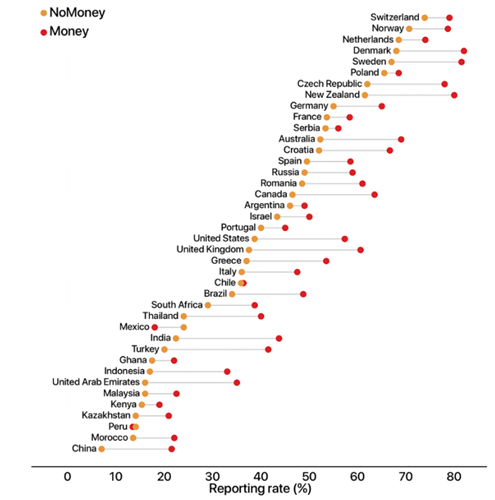 NoMoney
Money
Switzerland
Norway
Netherlands
Denmark
Sweden
Poland
Czech Republic
New Zealand
Germany
France
Serbia
Australia
Croatia
Spain
Russia
Romania
Canada
Argentina
Israel
Portugal
United States
United Kingdom
Greece
Italy
Chile
Brazil
South Africa
Thailand
Mexico
India
Turkey
Ghana
Indonesia
United Arab Emirates
Malaysia
Kenya
Kazakhstan
Peru
Morocco
China
0 10 20 30 40 50 60 70 80
Reporting rate (%)